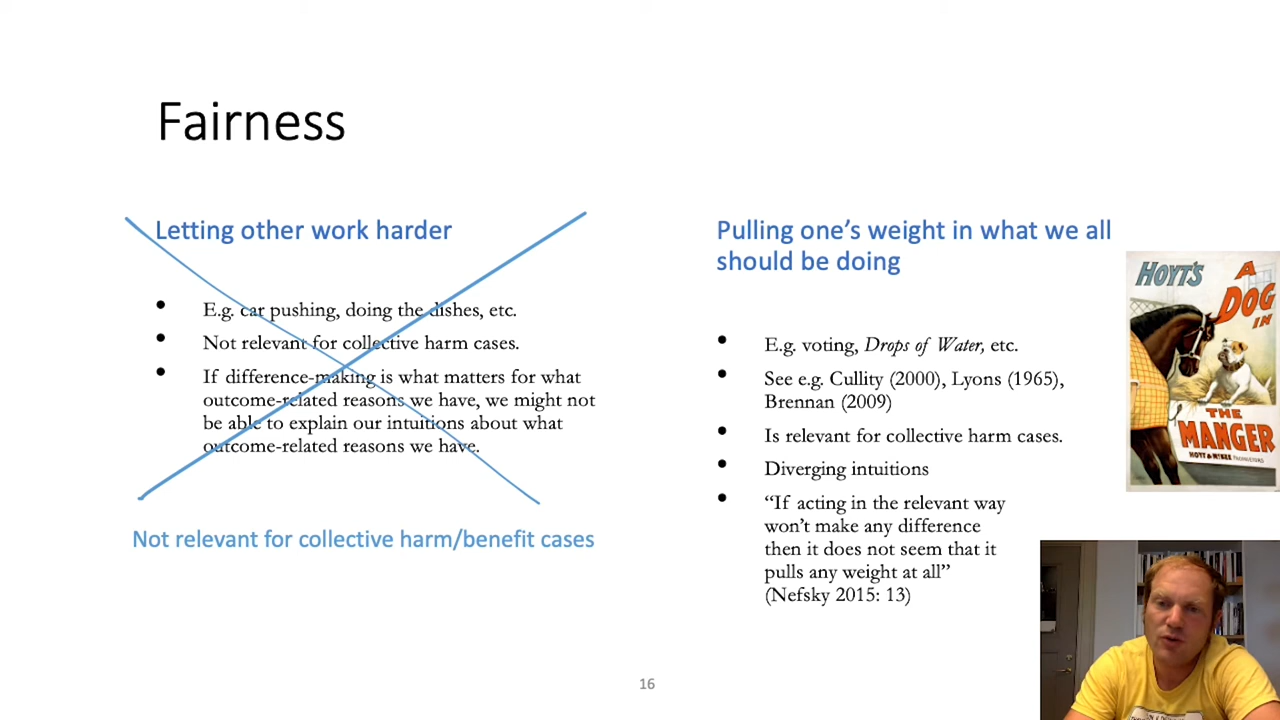 Fairness
Letting other work harder
E.g. car pushing, doing the dishes, etc.
Not relevant for collective harm cases.
If difference-making is what matters for what
outcome-related reasons we have, we might not
be able to explain our intuitions about what
outcome-related reasons we have.
Not relevant for collective harm/benefit cases
Pulling one's weight in what we all
should be doing
E.g. voting, Drops of Water, etc.
See e.g. Cullity (2000), Lyons (1965),
Brennan (2009)
Is relevant for collective harm cases.
Diverging intuitions
“If acting in the relevant way
won't make any difference
then it does not seem that it
pulls any weight at all”
(Nefsky 2015: 13)
HOYT'S
A
DOG
IN
THE
MANGER
16